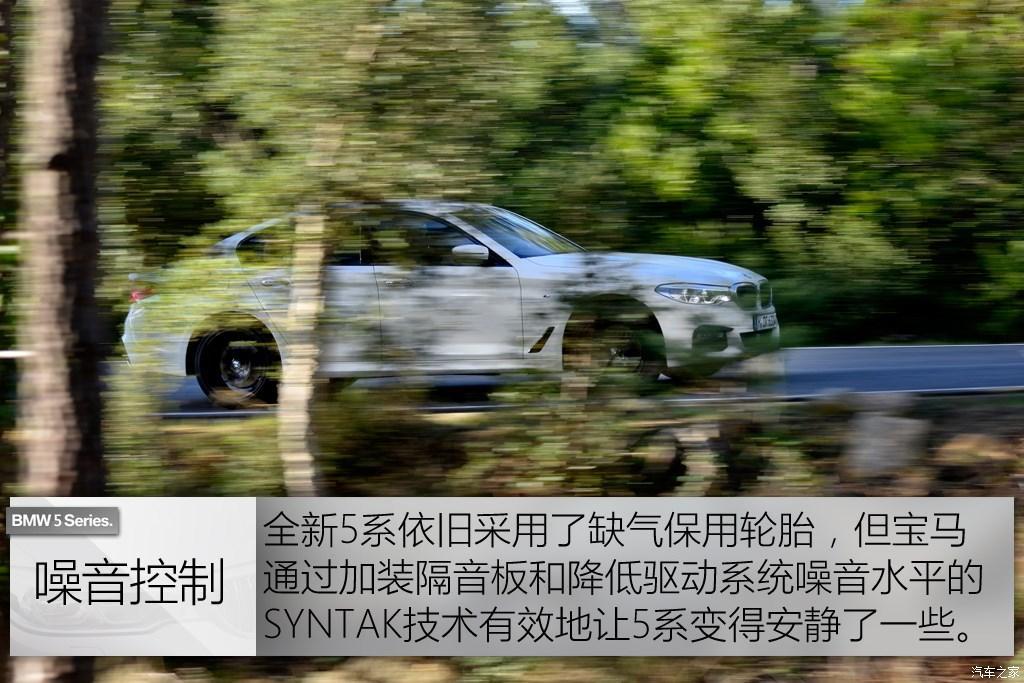 BMW 5 Series.
噪音控制
全新5系依旧采用了缺气保用轮胎，但宝马
通过加装隔音板和降低驱动系统噪音水平的
SYNTAK技术有效地让5系变得安静了一些。
汽车之家